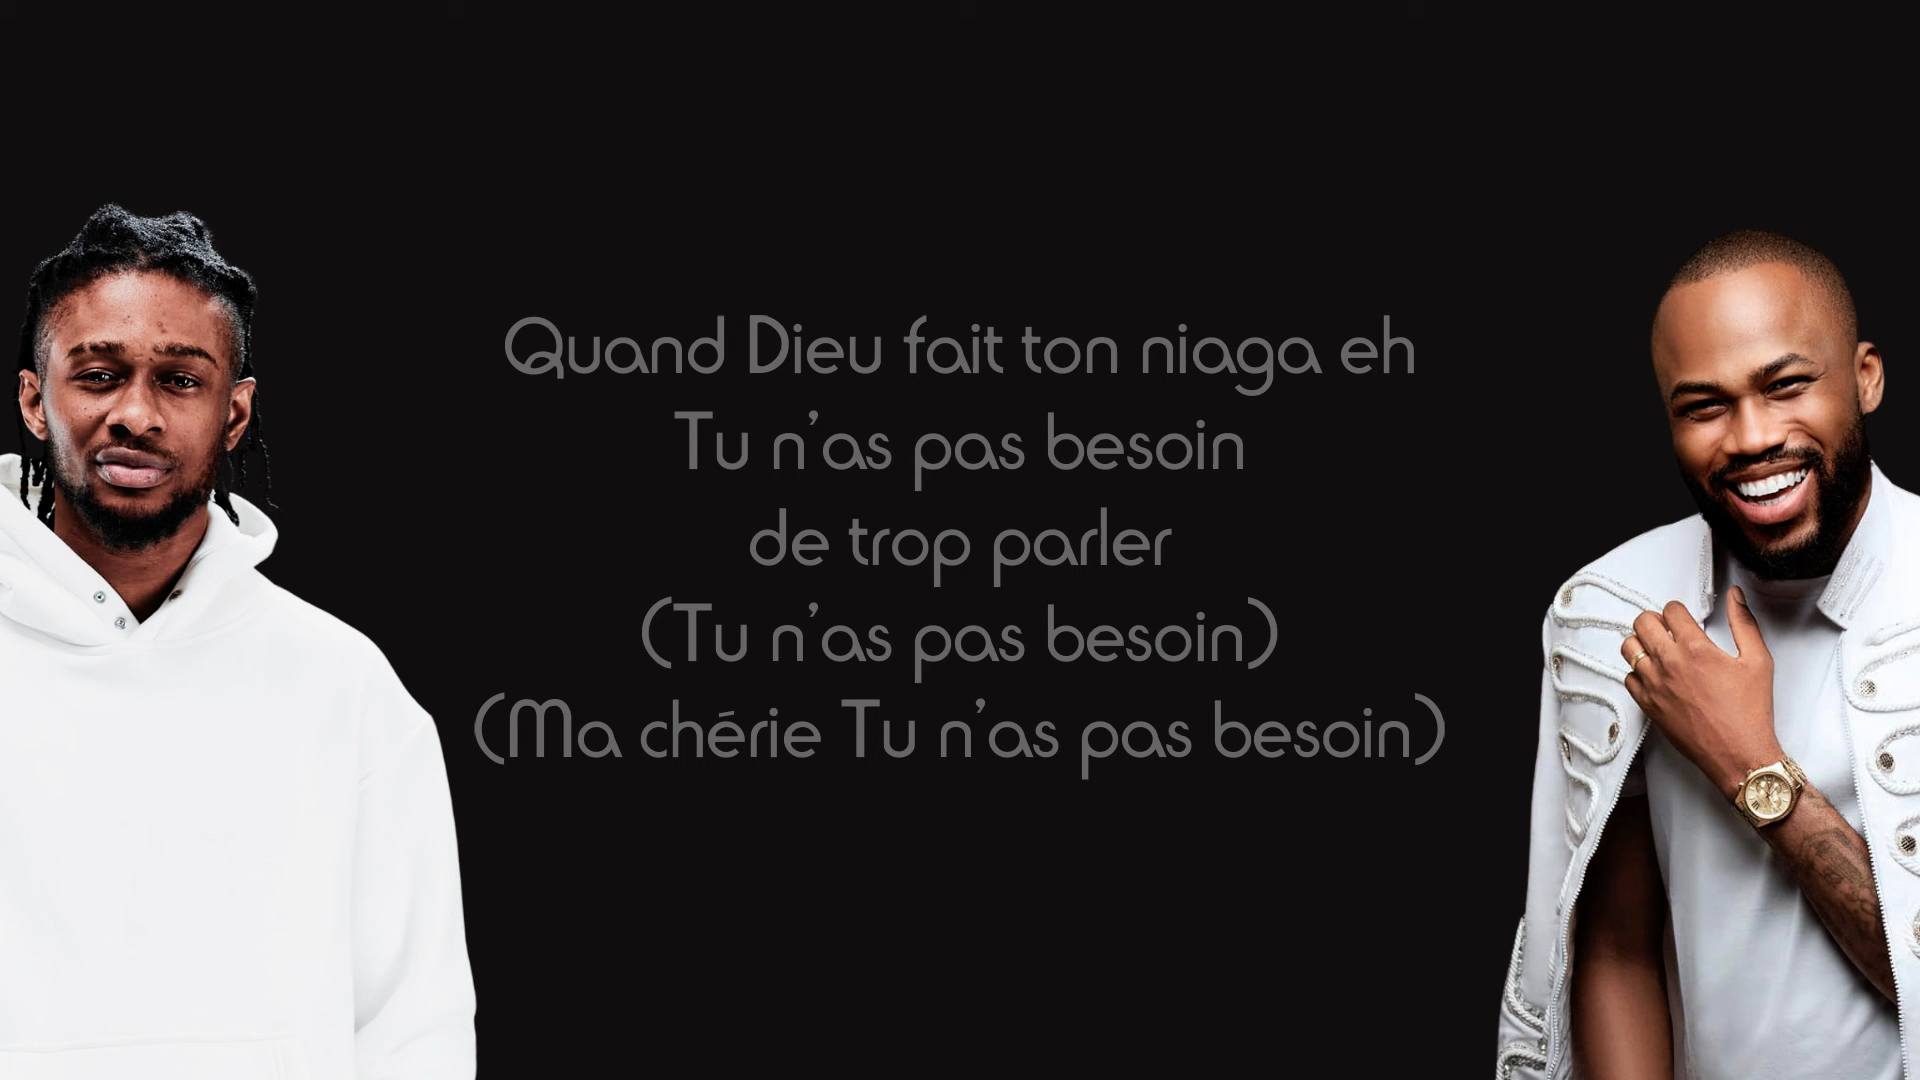 Quand Dieu fait ton niaga eh
Tu n'as pas besoin
de trop parler
(Tu n'as pas besoin)
(Ma chérie Tu n'as pas besoin)